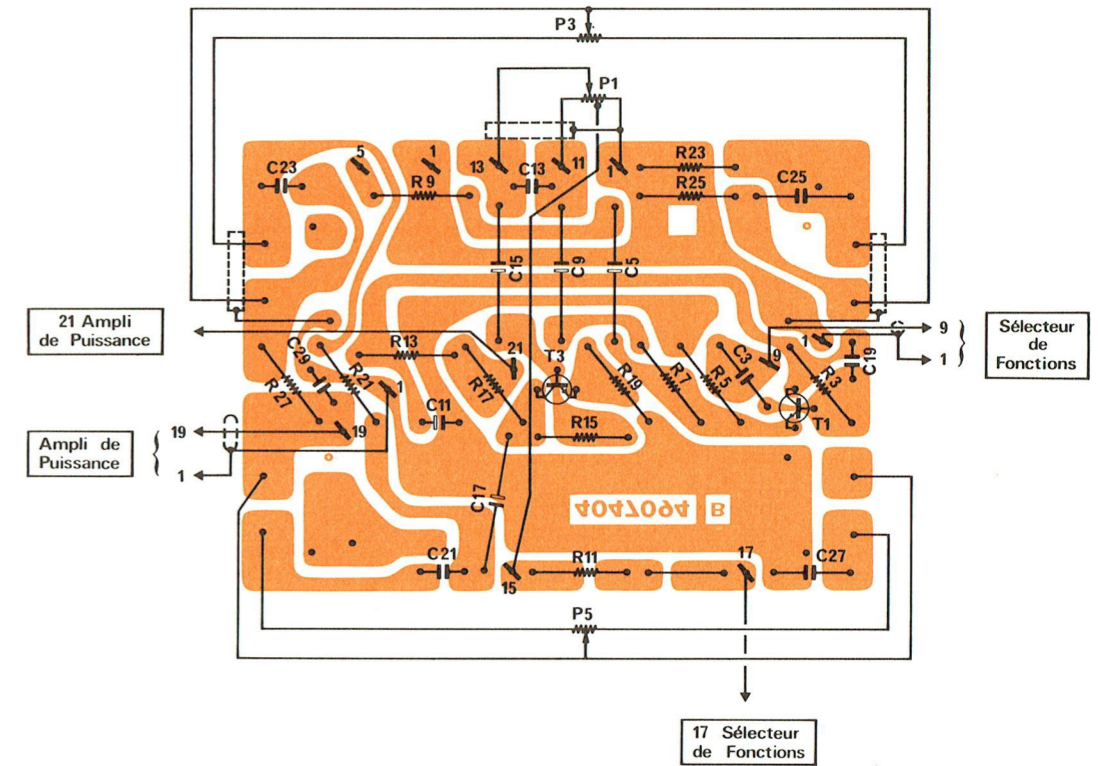 P3
P1
5
1
13
C13
11
1
R23
C23
R 9
R25
C25
C15
C9
C5
21 Ampli
de Puissance
9
1
Sélecteur
de
Fonctions
R13
21
T3
1
9
C19
C29
R21
R27
1
R17
R19
R7
R5
C3
R3
T1
C11
R15
19
19
Ampli de
Puissance
1
C17
4047094 B
C21
15
R11
17
C27
P5
17 Sélecteur
de Fonctions